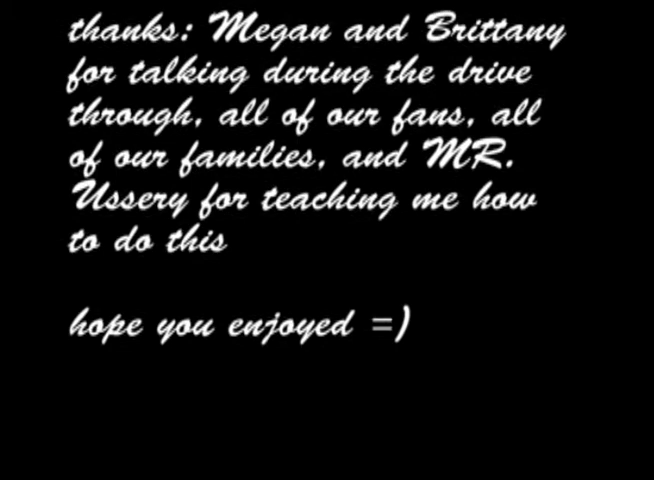 thanks: Megan and Brittany
for talking during the drive
through, all of our fans, all
of our families, and MR.
Ussery for teaching me how
to do this
hope you enjoyed =)